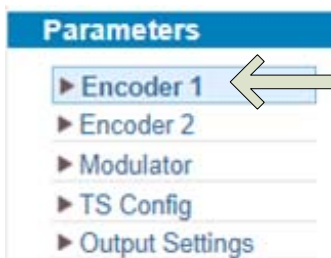 Parameters
Encoder 1
Encoder 2
Modulator
TS Config
Output Settings